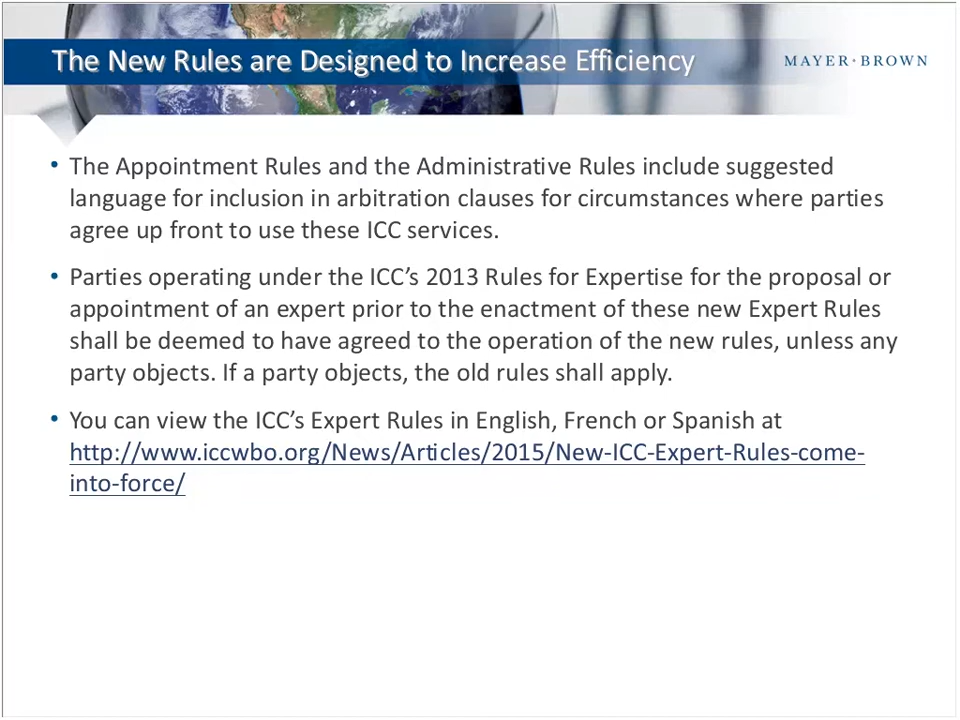 The New Rules are Designed to Increase Efficiency
MAYER•BROWN
• The Appointment Rules and the Administrative Rules include suggested
language for inclusion in arbitration clauses for circumstances where parties
agree up front to use these ICC services.
• Parties operating under the ICC’s 2013 Rules for Expertise for the proposal or
appointment of an expert prior to the enactment of these new Expert Rules
shall be deemed to have agreed to the operation of the new rules, unless any
party objects. If a party objects, the old rules shall apply.
• You can view the ICC’s Expert Rules in English, French or Spanish at
http://www.iccwbo.org/News/Articles/2015/New-ICC-Expert-Rules-come-
into-force/